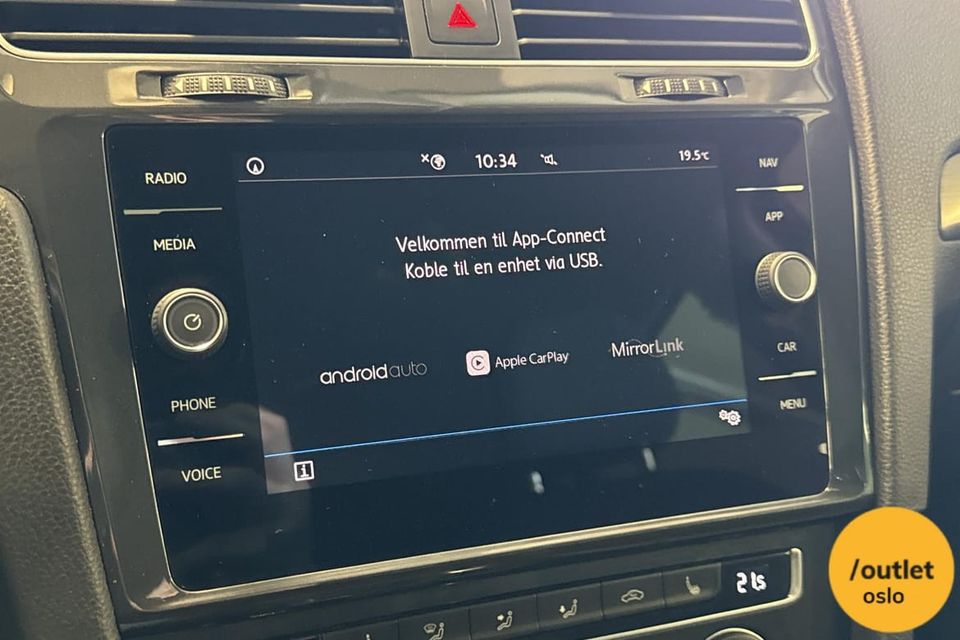 10:34
19.5°C
RADIO
NAV
MEDIA
APP
Velkommen til App-Connect
Koble til en enhet via USB.
androidauto
Apple CarPlay
MirrorLink
CAR
PHONE
MENU
VOICE
i
/outlet
oslo